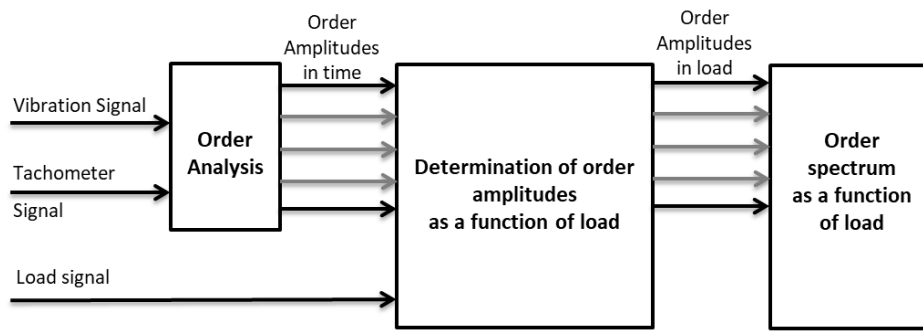 Vibration Signal
Tachometer
Signal
Load signal
Order
Analysis
Order
Amplitudes
in time
Determination of order
amplitudes
as a function of load
Order
Amplitudes
in load
Order
spectrum
as a function
of load